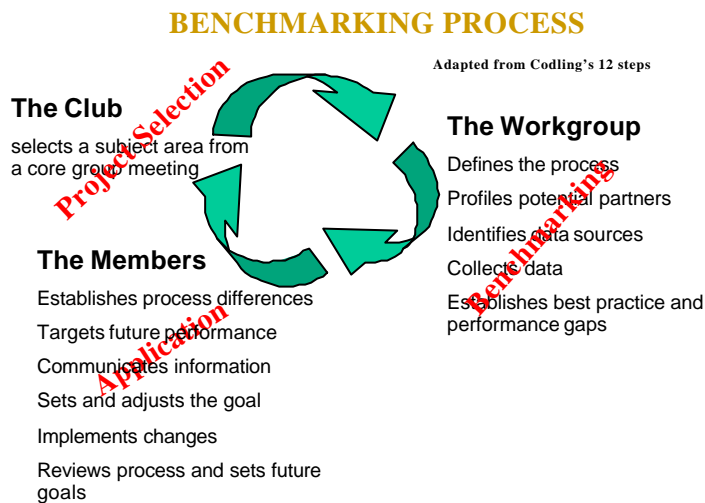 BENCHMARKING PROCESS
Adapted from Codling's 12 steps
Project Selection
The Club
selects a subject area from
a core group meeting
The Workgroup
Defines the process
Profiles potential partners
Identifies data sources
Collects data
Establishes best practice and
performance gaps
Benchmarking
The Members
Establishes process differences
Targets future performance
Communicates information
Sets and adjusts the goal
Implements changes
Reviews process and sets future
goals
Application